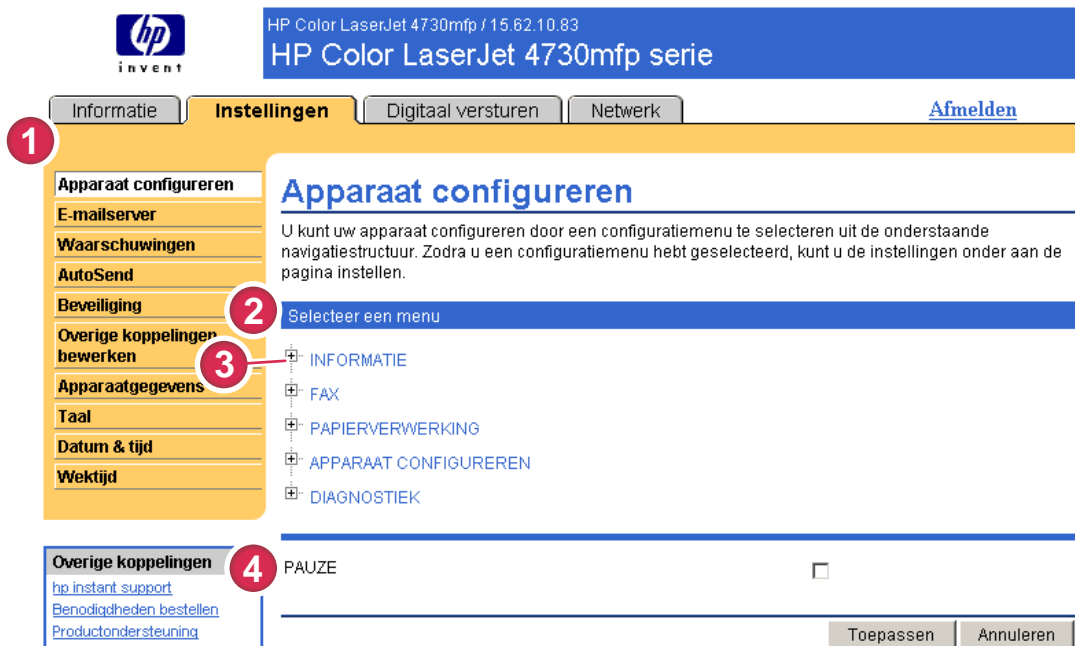 hp
invent
HP Color LaserJet 4730mfp / 15.62.10.83
HP Color LaserJet 4730mfp serie
Informatie
Instellingen
Digitaal versturen
Netwerk
Afmelden
1
Apparaat configureren
E-mailserver
Waarschuwingen
AutoSend
Beveiliging
Overige koppelingen
bewerken
Apparaatgegevens
Taal
Datum & tijd
Wektijd
Apparaat configureren
U kunt uw apparaat configureren door een configuratiemenu te selecteren uit de onderstaande
navigatiestructuur. Zodra u een configuratiemenu hebt geselecteerd, kunt u de instellingen onder aan de
pagina instellen.
2
Selecteer een menu
3
INFORMATIE
FAX
PAPIERVERWERKING
APPARAAT CONFIGUREREN
DIAGNOSTIEK
Overige koppelingen
hp instant support
Benodigdheden bestellen
Productondersteuning
4
PAUZE
Toepassen
Annuleren